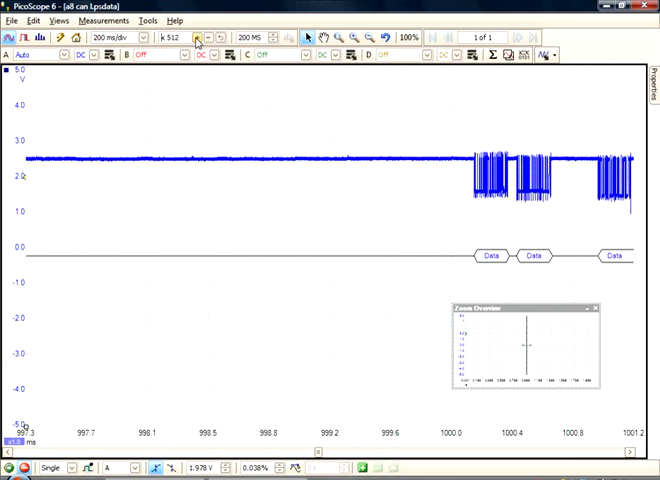 PicoScope 6 - [a8 can l.psdata]
File Edit Views Measurements Tools Help
200 ms/div x 512 200 MS 100% 1 of 1
A Auto DC B Off DC C Off DC D Off DC Σ
Properties
5.0
V
4.0
3.0
2.0
1.0
0.0
-1.0
-2.0
-3.0
-4.0
-5.0
Data Data Data
Zoom Overview
997.3 997.7 998.1 998.5 998.8 999.2 999.6 1000.0 1000.4 1000.8 1001.2
x1.0 ms
Single A 1.978 V 0.038%